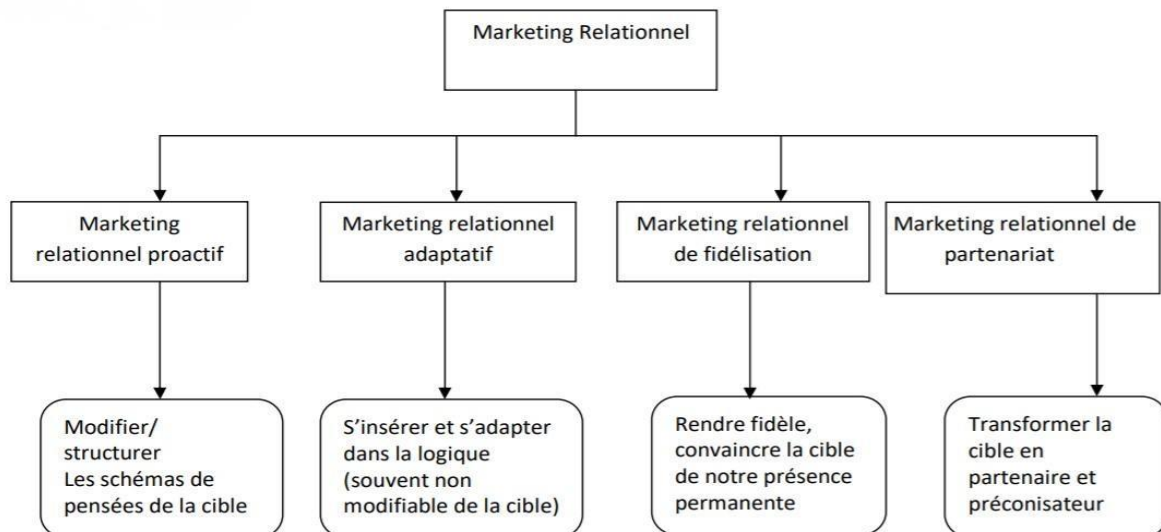 Marketing Relationnel
Marketing
relationnel proactif
Marketing relationnel
adaptatif
Marketing relationnel
de fidélisation
Marketing relationnel de
partenariat
Modifier/
structurer
Les schémas de
pensées de la cible
S’insérer et s’adapter
dans la logique
(souvent non
modifiable de la cible)
Rendre fidèle,
convaincre la cible
de notre présence
permanente
Transformer la
cible en
partenaire et
préconisateur